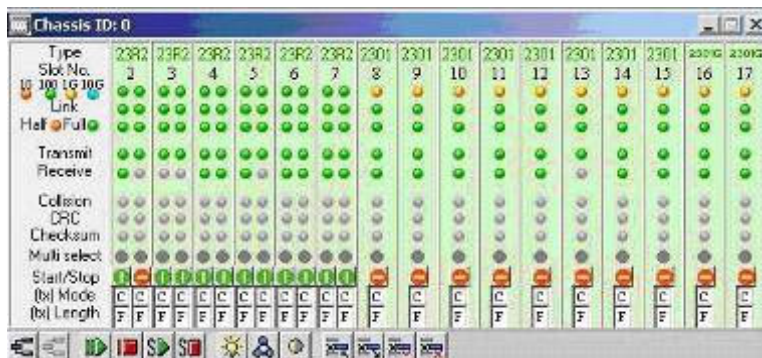 Chassis ID: 0
Type 23R2 23R2 23R2 23R2 23R2 23R2 2301 2301 2301 2301 2301 2301 2301 2301 2301G 2301G
Slot No. 2 3 4 5 6 7 8 9 10 11 12 13 14 15 16 17
10 100 1G 10G
Link
Half Full
Transmit
Receive
Collision
CRC
Checksum
Multi select
Start/Stop
(tx) Mode C C C C C C C C C C C C C C C C C C C C C C
(tx) Length F F F F F F F F F F F F F F F F F F F F F F